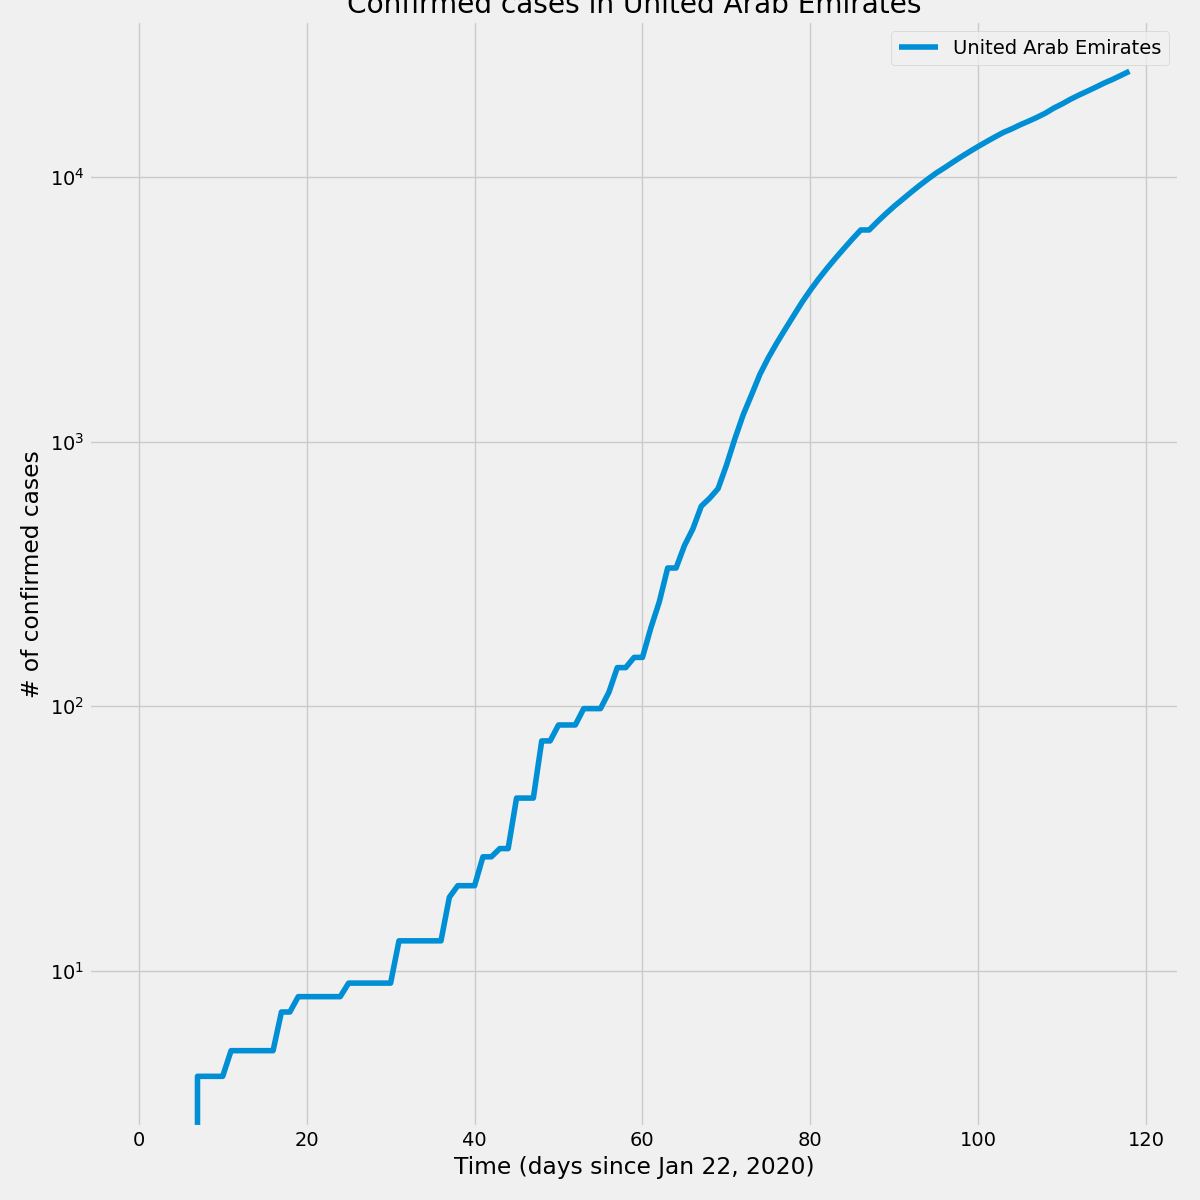 Confirmed cases in United Arab Emirates
United Arab Emirates
10⁴
10³
10²
10¹
# of confirmed cases
0 20 40 60 80 100 120
Time (days since Jan 22, 2020)